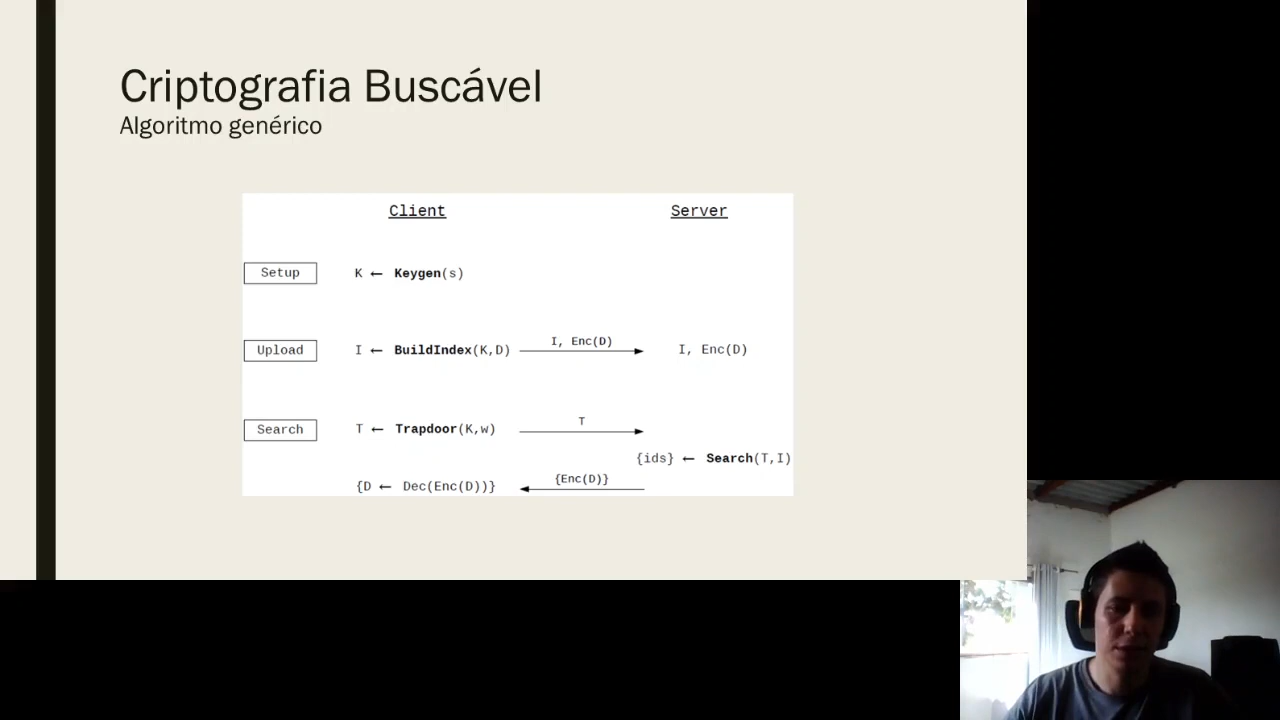 Criptografia Buscável
Algoritmo genérico
Client Server
Setup K ← Keygen(s)
Upload I ← BuildIndex(K,D) I, Enc(D) I, Enc(D)
Search T ← Trapdoor(K,w) T
{ids} ← Search(T,I)
{D ← Dec(Enc(D))} {Enc(D)}